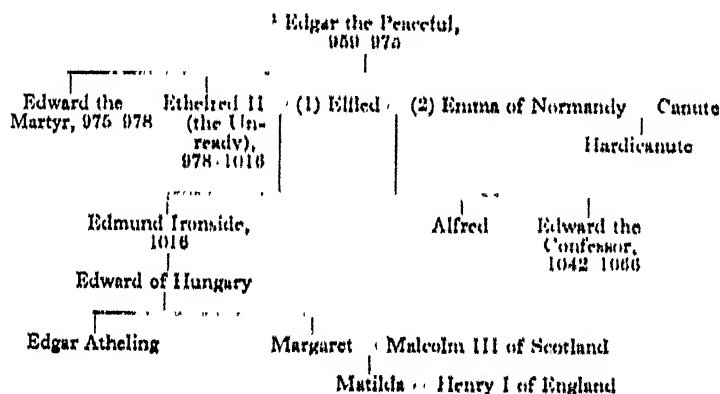 ¹ Edgar the Peaceful,
959–975
Edward the Ethelred II (1) Elfled (2) Emma of Normandy Canute
Martyr, 975–978 (the Un-
ready), Hardicanute
978–1016
Edmund Ironside, Alfred Edward the
1016 Confessor,
1042–1066
Edward of Hungary
Edgar Atheling Margaret Malcolm III of Scotland
Matilda Henry I of England